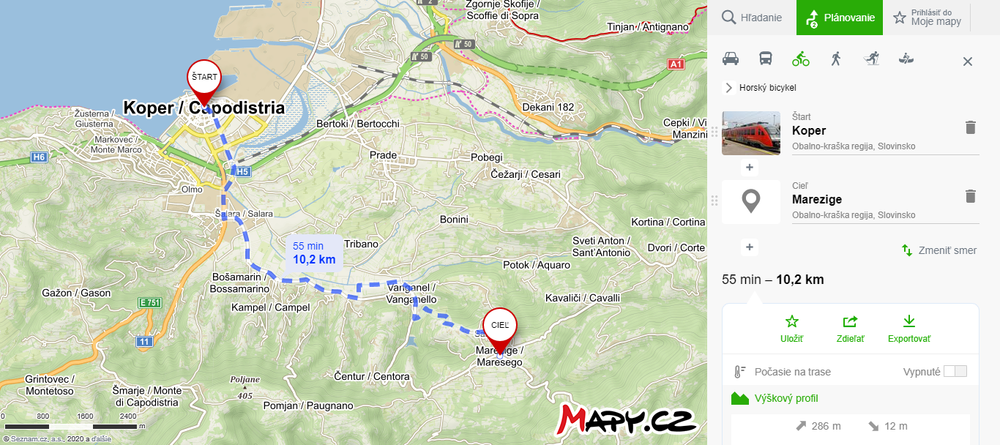 Zgornje Škofije /
Scoffie di Sopra
Tinjan / Antignano
2
50
50
A1
ŠTART
Koper / Capodistria
Dekani 182
Žusterna /
Giusterna
Bertoki / Bertocchi
Cepki / Vi
Manzini
Markovec /
Monte Marco
H6
Prade
Pobegi
H5
Čežarji / Cesari
Olmo
Šalara / Salara
Bonini
Kortina / Cortina
Tribano
Sveti Anton /
Sant'Antonio
Dvori / Corte
55 min
10,2 km
Potok / Aquaro
Bošamarin /
Bossamarino
Vanganel /
Vanganello
Gažon / Gason
Kavaliči / Cavalli
E 751
Kampel / Campel
CIEĽ
11
Marezige /
Maresego
Čentur / Centora
Grintovec /
Montetoso
Poljane
405
Šmarje / Monte
di Capodistria
Pomjan / Paugnano
MAPY.CZ
0 800 1600 2400
m
© Seznam.cz, a.s., 2020 a ďalšie
Hľadanie
2
Plánovanie
Prihlásiť do
Moje mapy
Horský bicykel
Štart
Koper
Obalno-kraška regija, Slovinsko
+
Cieľ
Marezige
Obalno-kraška regija, Slovinsko
+
Zmeniť smer
55 min – 10,2 km
Uložiť
Zdieľať
Exportovať
Počasie na trase
Vypnuté
Výškový profil
286 m
12 m